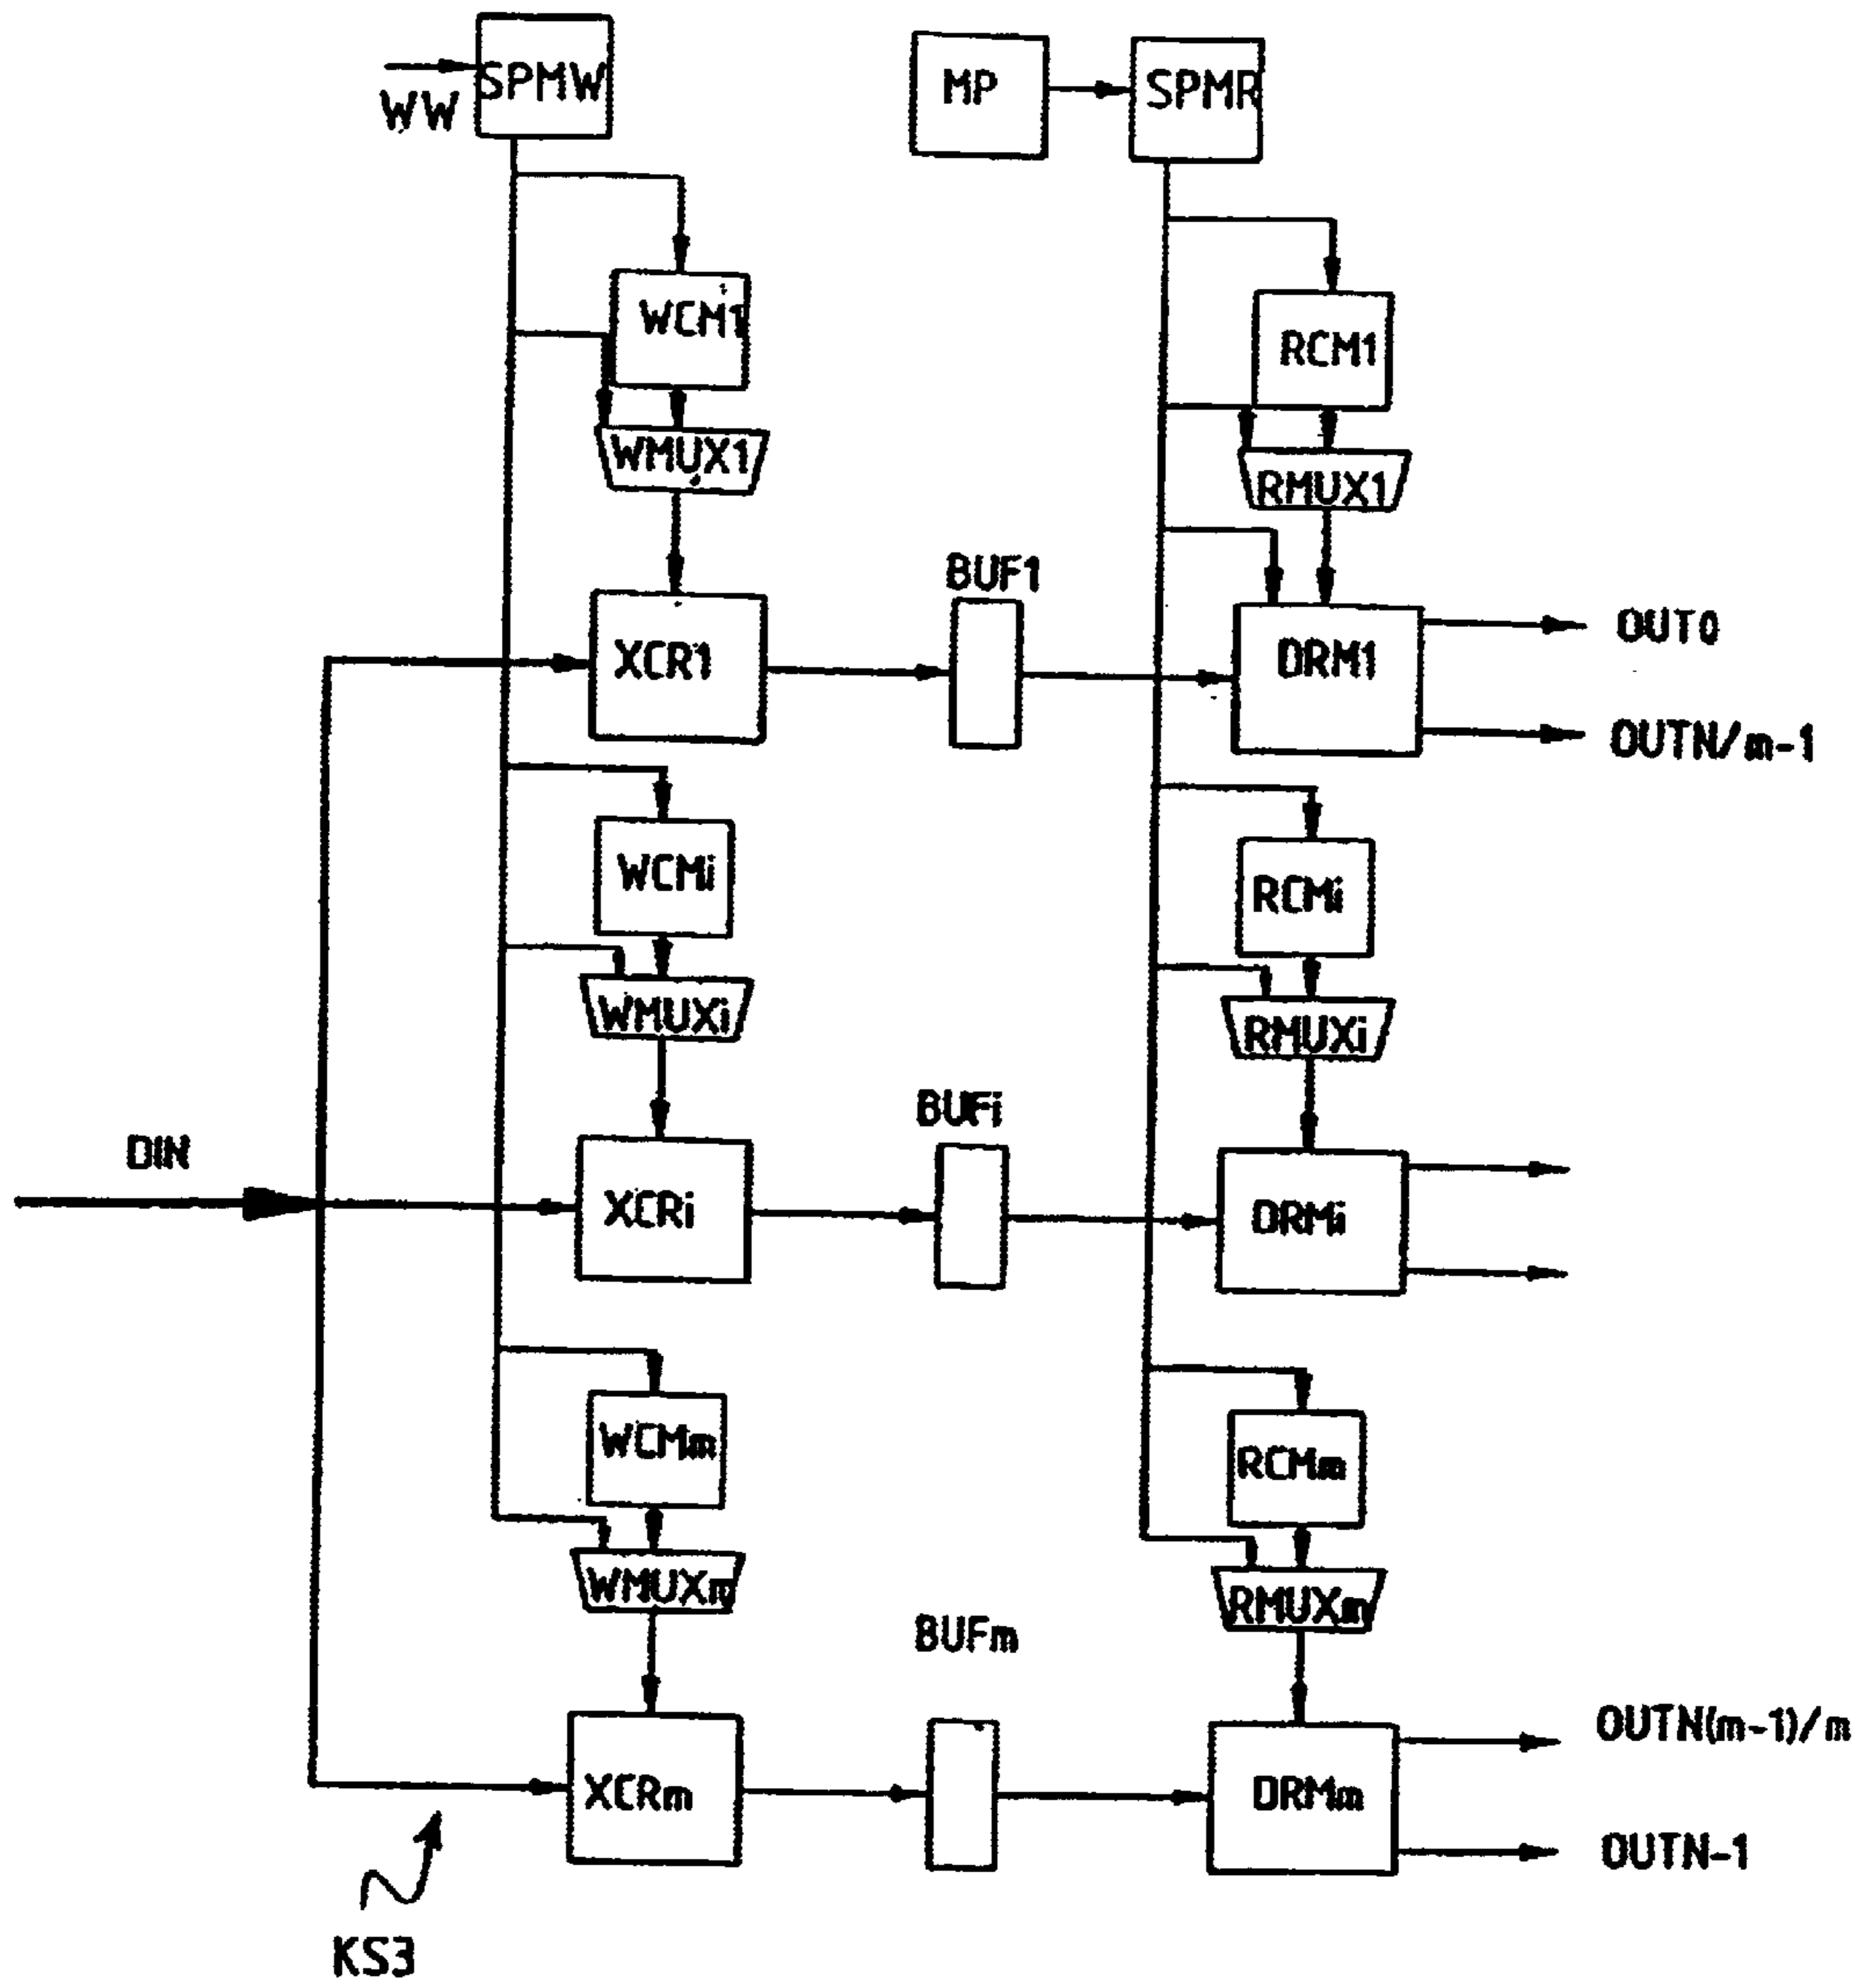 SPMW
MP
SPMR
WW
WCM1
RCM1
WMUX1
RMUX1
BUF1
OUT0
XCR1
DRM1
OUTN/m-1
WCMi
RCMi
WMUXi
RMUXi
BUFi
DIN
XCRi
DRMi
WCMm
RCMm
WMUXm
RMUXm
BUFm
OUTN(m-1)/m
XCRm
DRMm
OUTN-1
KS3